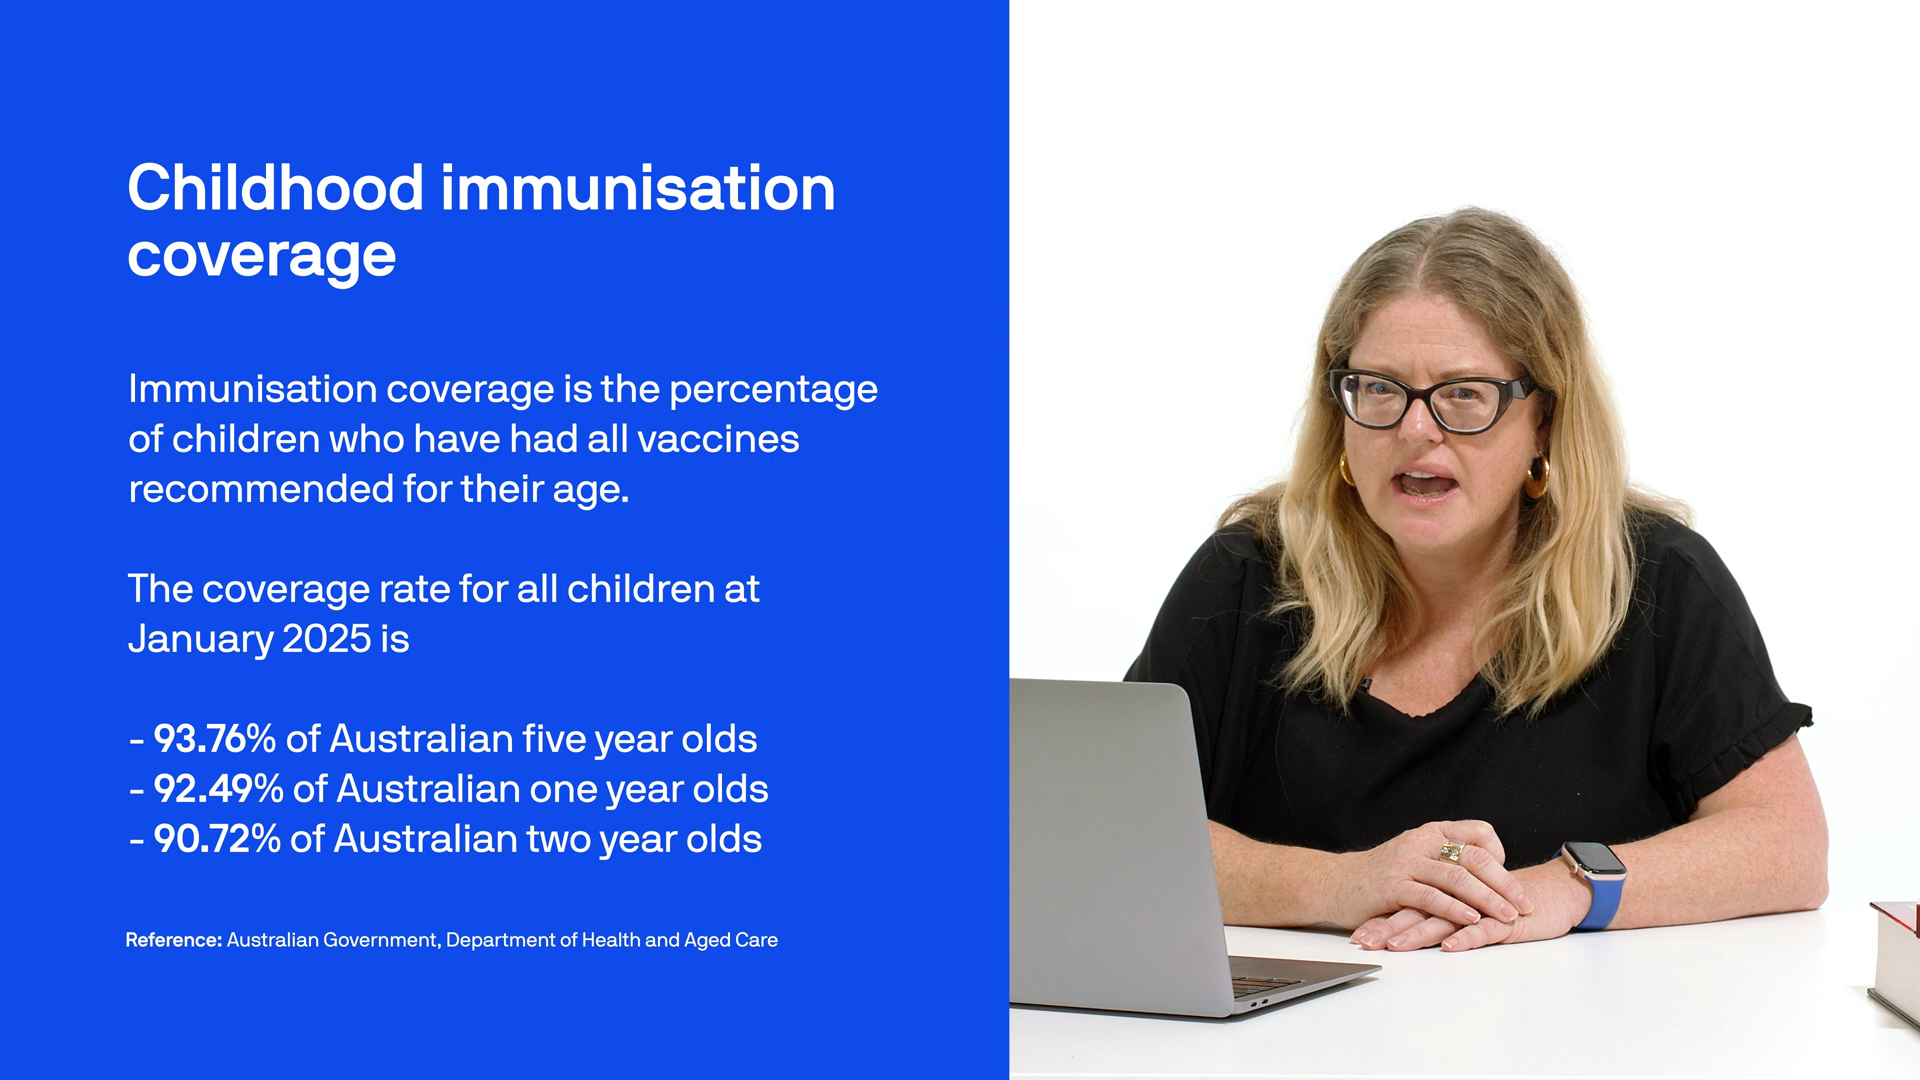 Childhood immunisation
coverage
Immunisation coverage is the percentage
of children who have had all vaccines
recommended for their age.
The coverage rate for all children at
January 2025 is
- 93.76% of Australian five year olds
- 92.49% of Australian one year olds
- 90.72% of Australian two year olds
Reference: Australian Government, Department of Health and Aged Care